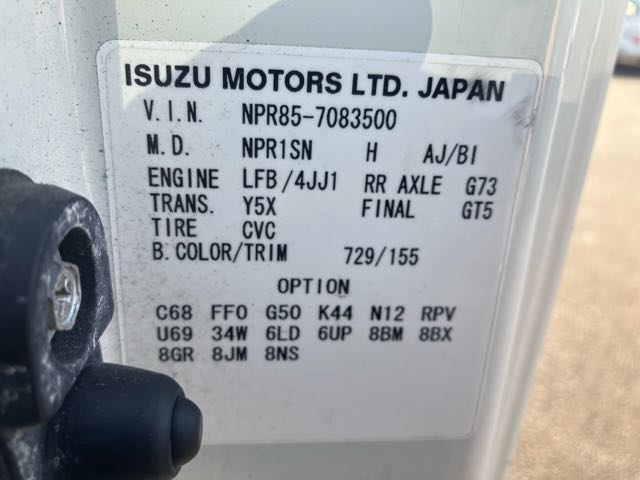 ISUZU MOTORS LTD. JAPAN
V.I.N. NPR85-7083500
M.D. NPR1SN H AJ/BI
ENGINE LFB/4JJ1 RR AXLE G73
TRANS. Y5X FINAL GT5
TIRE CVC
B.COLOR/TRIM 729/155
OPTION
C68 FF0 G50 K44 N12 RPV
U69 34W 6LD 6UP 8BM 8BX
8GR 8JM 8NS